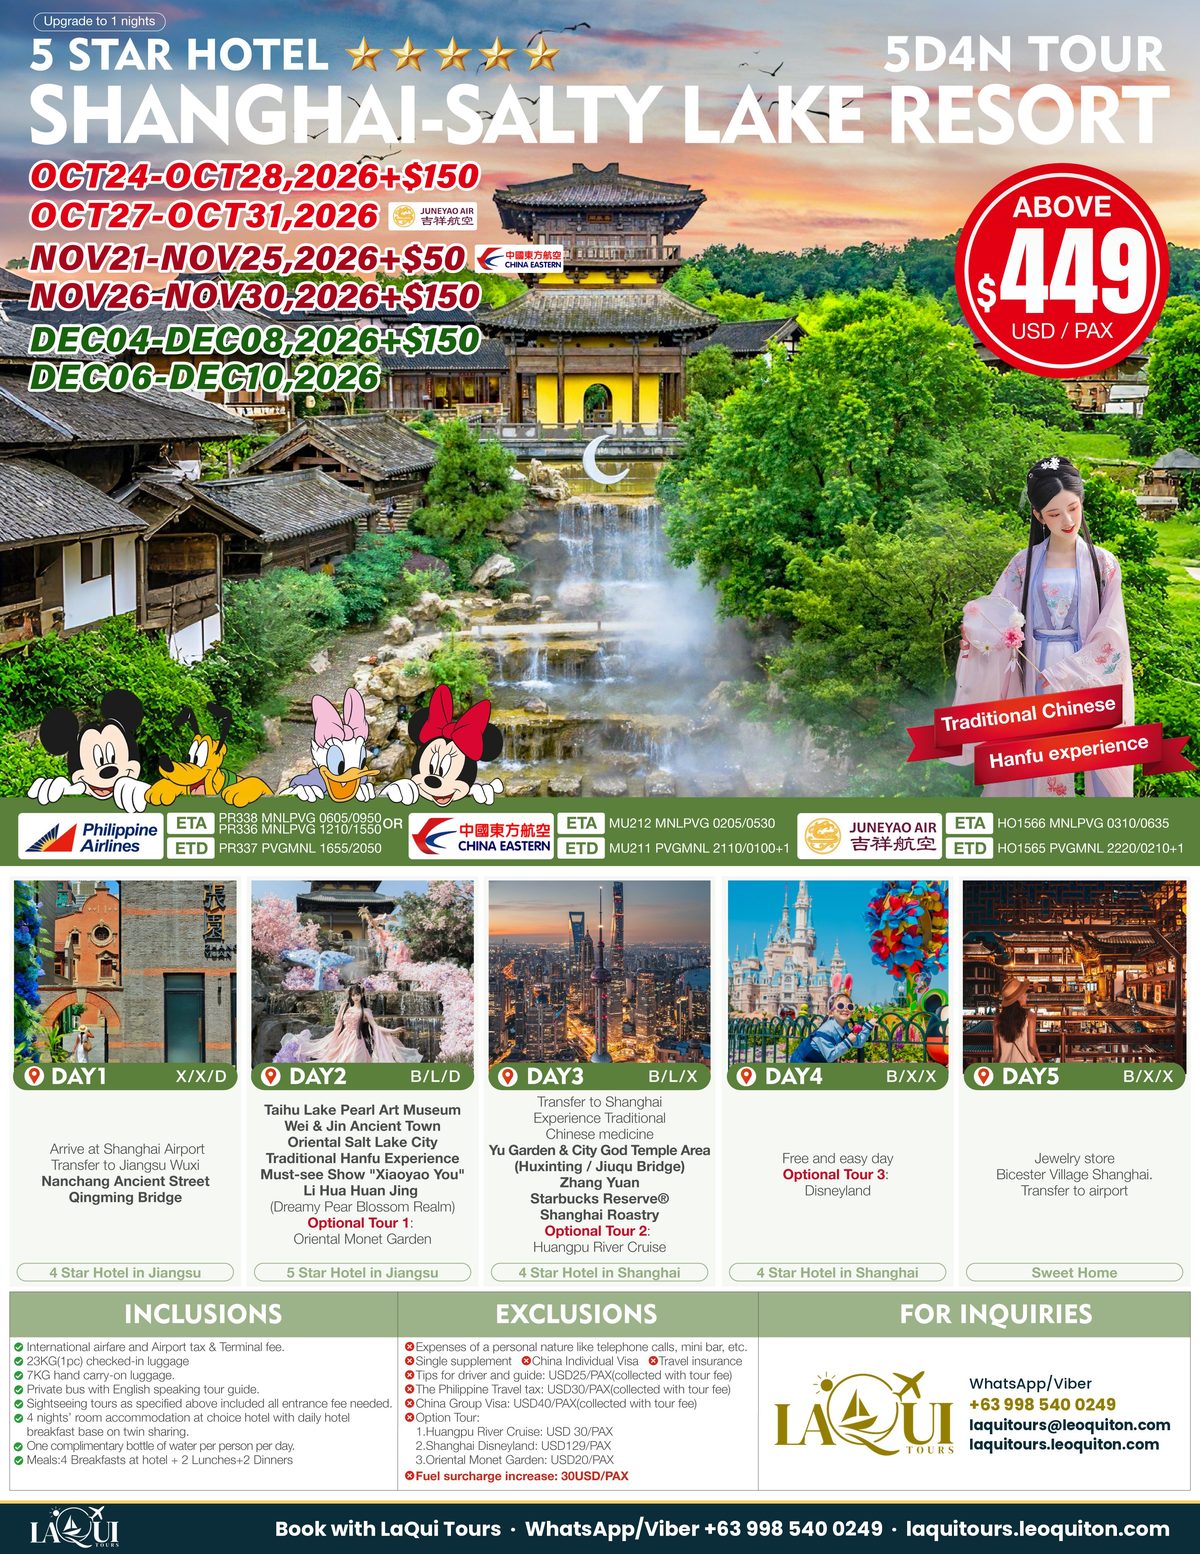 Upgrade to 1 nights
5 STAR HOTEL
5D4N TOUR
SHANGHAI-SALTY LAKE RESORT
OCT24-OCT28,2026+$150
OCT27-OCT31,2026
JUNEYAO AIR
吉祥航空
NOV21-NOV25,2026+$50
中國東方航空
CHINA EASTERN
NOV26-NOV30,2026+$150
DEC04-DEC08,2026+$150
DEC06-DEC10,2026
ABOVE
$449
USD / PAX
Traditional Chinese
Hanfu experience
Philippine
Airlines
ETA
PR338 MNLPVG 0605/0950
PR336 MNLPVG 1210/1550
ETD
PR337 PVGMNL 1655/2050
OR
中國東方航空
CHINA EASTERN
ETA
MU212 MNLPVG 0205/0530
ETD
MU211 PVGMNL 2110/0100+1
JUNEYAO AIR
吉祥航空
ETA
HO1566 MNLPVG 0310/0635
ETD
HO1565 PVGMNL 2220/0210+1
張園
DAY1
X/X/D
Arrive at Shanghai Airport
Transfer to Jiangsu Wuxi
Nanchang Ancient Street
Qingming Bridge
4 Star Hotel in Jiangsu
DAY2
B/L/D
Taihu Lake Pearl Art Museum
Wei & Jin Ancient Town
Oriental Salt Lake City
Traditional Hanfu Experience
Must-see Show "Xiaoyao You"
Li Hua Huan Jing
(Dreamy Pear Blossom Realm)
Optional Tour 1:
Oriental Monet Garden
5 Star Hotel in Jiangsu
DAY3
B/L/X
Transfer to Shanghai
Experience Traditional
Chinese medicine
Yu Garden & City God Temple Area
(Huxinting / Jiuqu Bridge)
Zhang Yuan
Starbucks Reserve®
Shanghai Roastry
Optional Tour 2:
Huangpu River Cruise
4 Star Hotel in Shanghai
DAY4
B/X/X
Free and easy day
Optional Tour 3:
Disneyland
4 Star Hotel in Shanghai
DAY5
B/X/X
Jewelry store
Bicester Village Shanghai.
Transfer to airport
Sweet Home
INCLUSIONS
International airfare and Airport tax & Terminal fee.
23KG(1pc) checked-in luggage
7KG hand carry-on luggage.
Private bus with English speaking tour guide.
Sightseeing tours as specified above included all entrance fee needed.
4 nights' room accommodation at choice hotel with daily hotel
breakfast base on twin sharing.
One complimentary bottle of water per person per day.
Meals:4 Breakfasts at hotel + 2 Lunches+2 Dinners
EXCLUSIONS
Expenses of a personal nature like telephone calls, mini bar, etc.
Single supplement China Individual Visa Travel insurance
Tips for driver and guide: USD25/PAX(collected with tour fee)
The Philippine Travel tax: USD30/PAX(collected with tour fee)
China Group Visa: USD40/PAX(collected with tour fee)
Option Tour:
1.Huangpu River Cruise: USD 30/PAX
2.Shanghai Disneyland: USD129/PAX
3.Oriental Monet Garden: USD20/PAX
Fuel surcharge increase: 30USD/PAX
FOR INQUIRIES
LAQUI
TOURS
WhatsApp/Viber
+63 998 540 0249
laquitours@leoquiton.com
laquitours.leoquiton.com
LAQUI
TOURS
Book with LaQui Tours · WhatsApp/Viber +63 998 540 0249 · laquitours.leoquiton.com